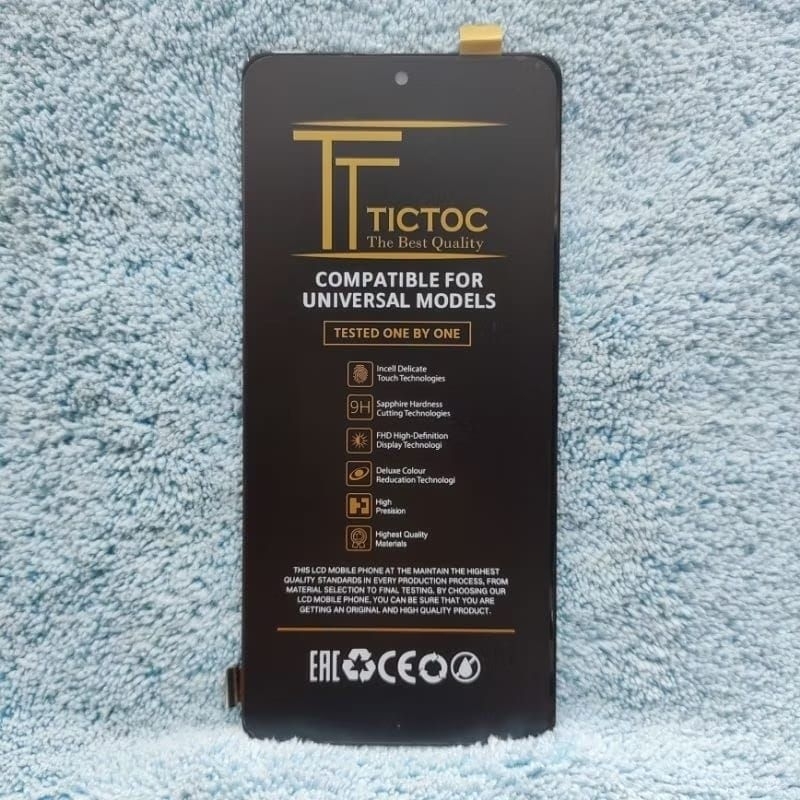 TT
TICTOC
The Best Quality
COMPATIBLE FOR
UNIVERSAL MODELS
TESTED ONE BY ONE
Incell Delicate
Touch Technologies
9H
Sapphire Hardness
Cutting Technologies
FHD High-Definition
Display Technologi
Deluxe Colour
Reducation Technologi
High
Presision
Highest Quality
Materials
THIS LCD MOBILE PHONE AT THE MAINTAIN THE HIGHEST
QUALITY STANDARDS IN EVERY PRODUCTION PROCESS, FROM
MATERIAL SELECTION TO FINAL TESTING. BY CHOOSING OUR
LCD MOBILE PHONE, YOU CAN BE SURE THAT YOU ARE
GETTING AN ORIGINAL AND HIGH QUALITY PRODUCT.
EAC CE